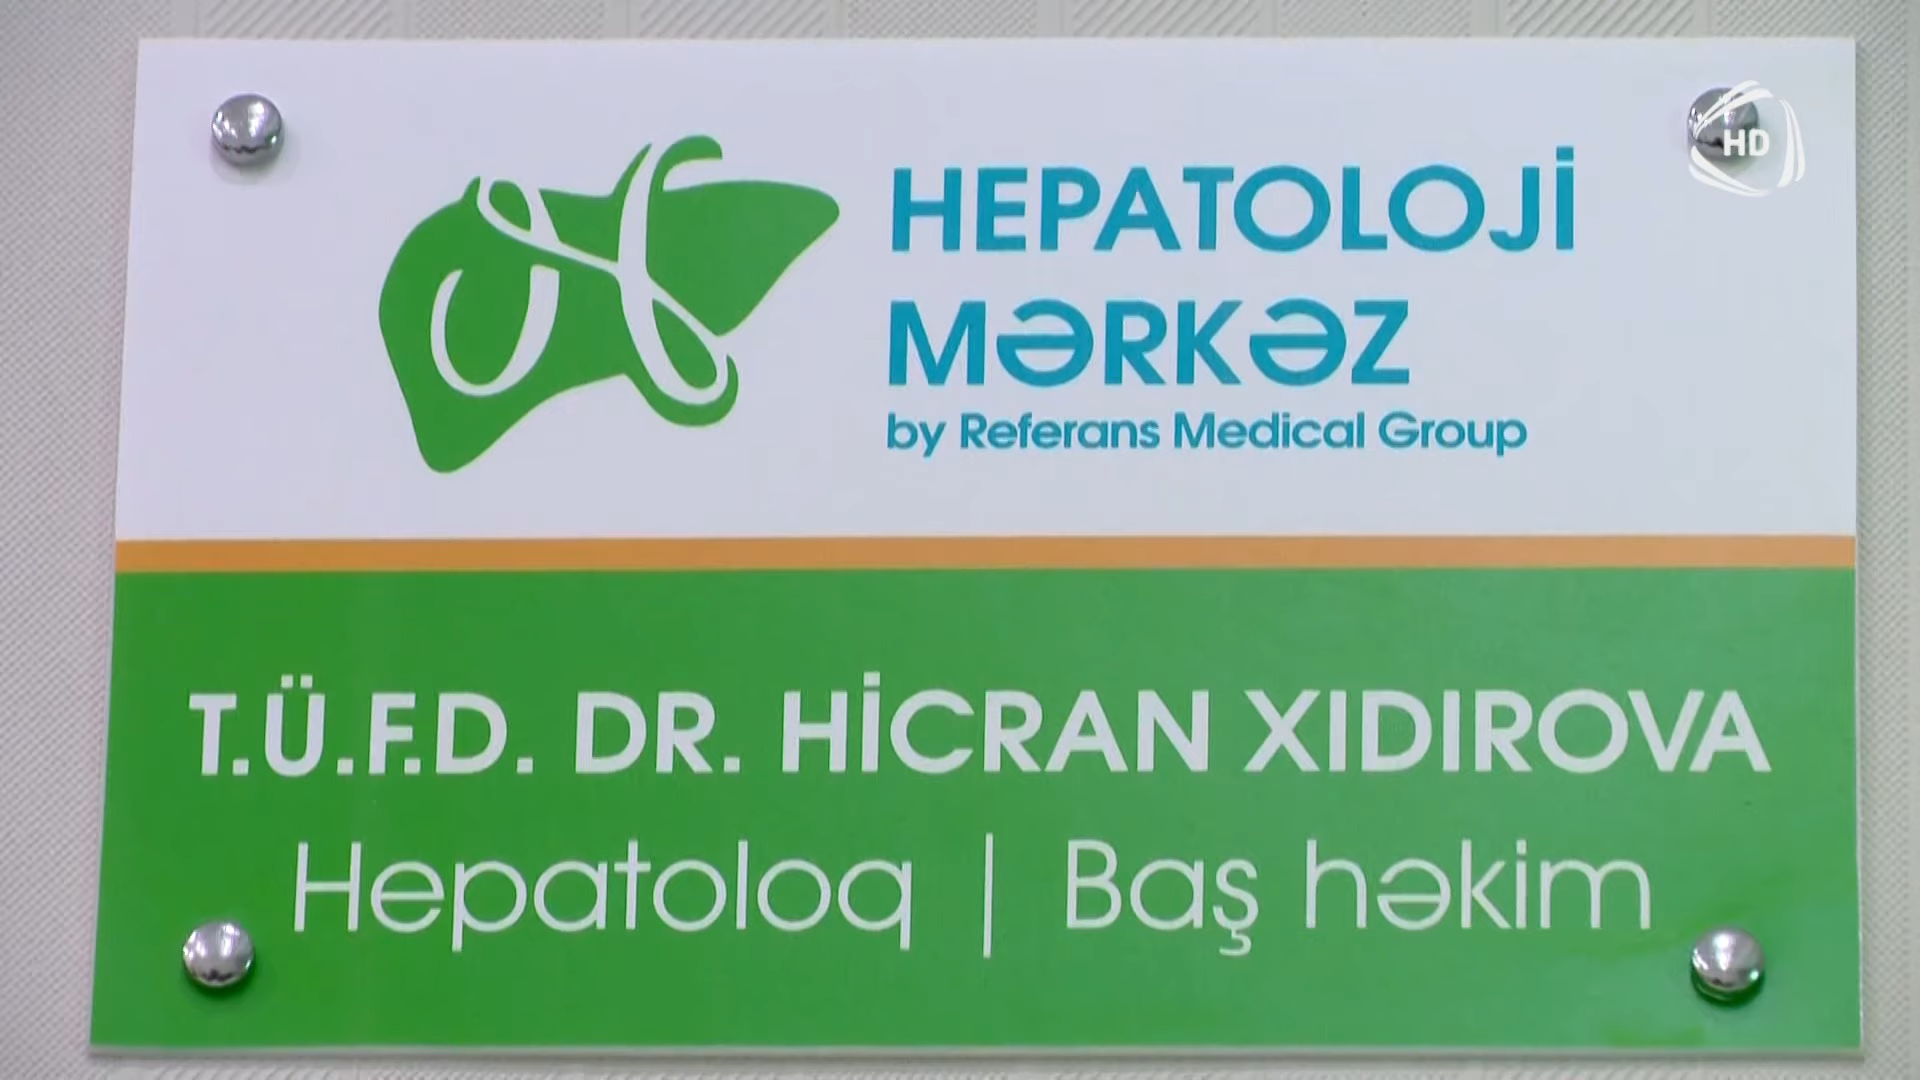 HEPATOLOJİ
MƏRKƏZ
by Referans Medical Group
HD
T.Ü.F.D. DR. HİCRAN XIDIROVA
Hepatoloq | Baş həkim